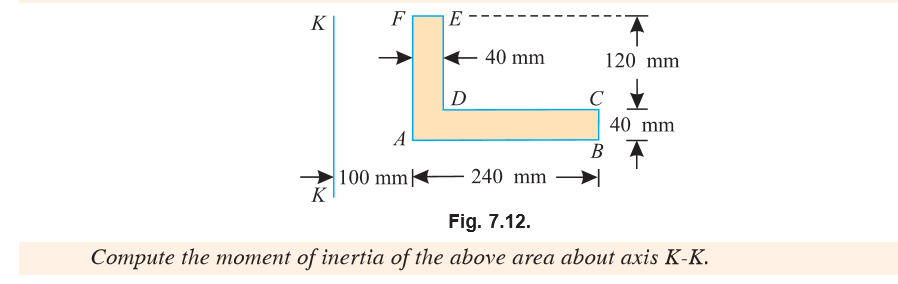 K F E
40 mm 120 mm
D C
40 mm
A B
100 mm 240 mm
K
Fig. 7.12.
Compute the moment of inertia of the above area about axis K-K.